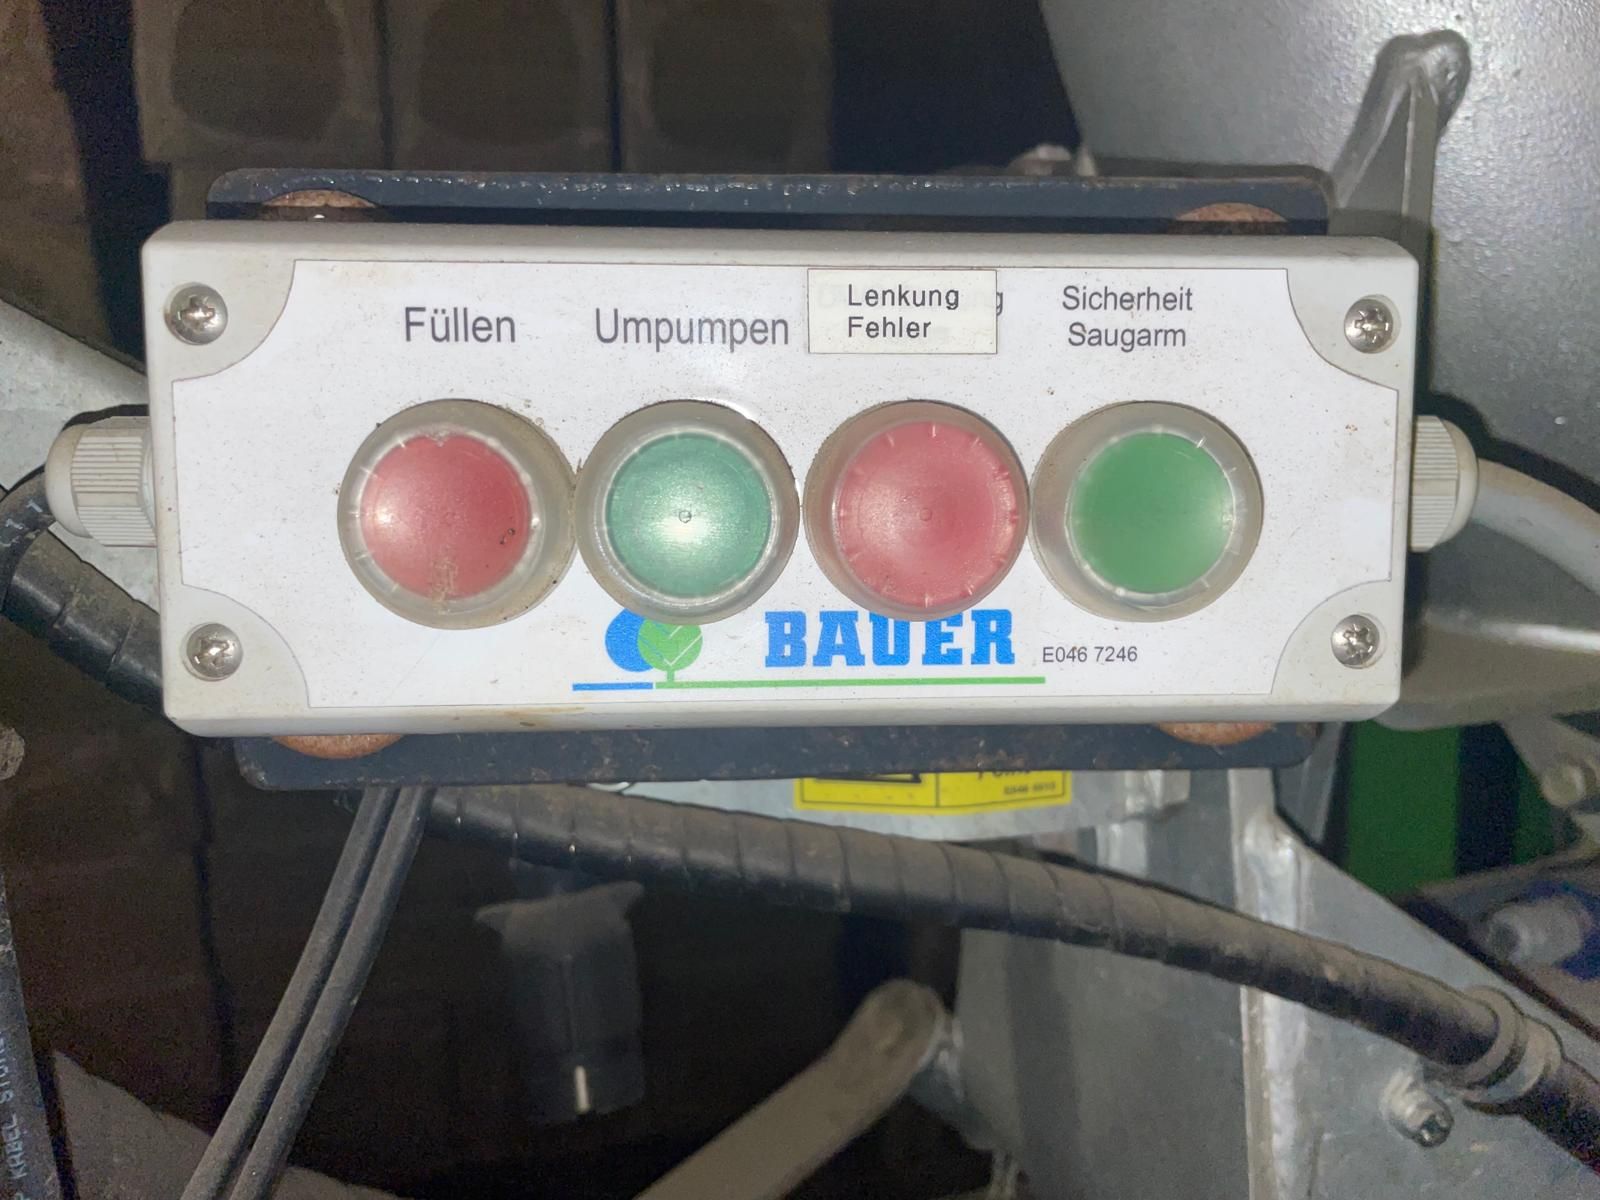 Füllen
Umpumpen
Lenkung
Fehler
Sicherheit
Saugarm
BAUER
E046 7246